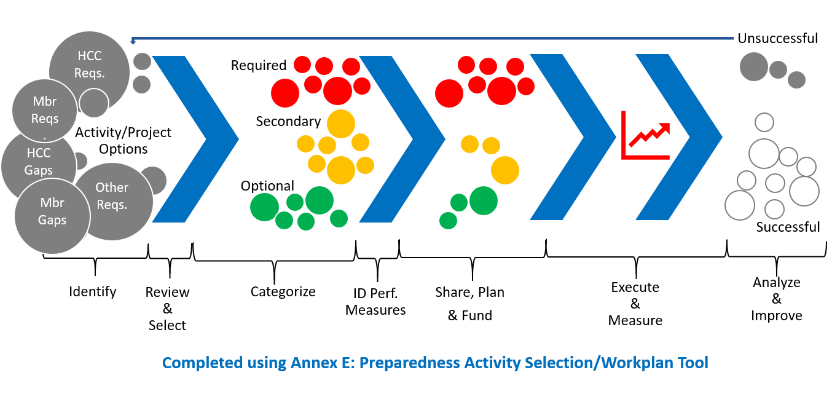 HCC
Reqs.
Mbr
Reqs
.
Activity/Project
Options
HCC
Gaps
Mbr
Gaps
Other
Reqs.
Required
Secondary
Optional
Unsuccessful
Successful
Identify
Review
&
Select
Categorize
ID Perf.
Measures
Share, Plan
& Fund
Execute
&
Measure
Analyze
&
Improve
Completed using Annex E: Preparedness Activity Selection/Workplan Tool